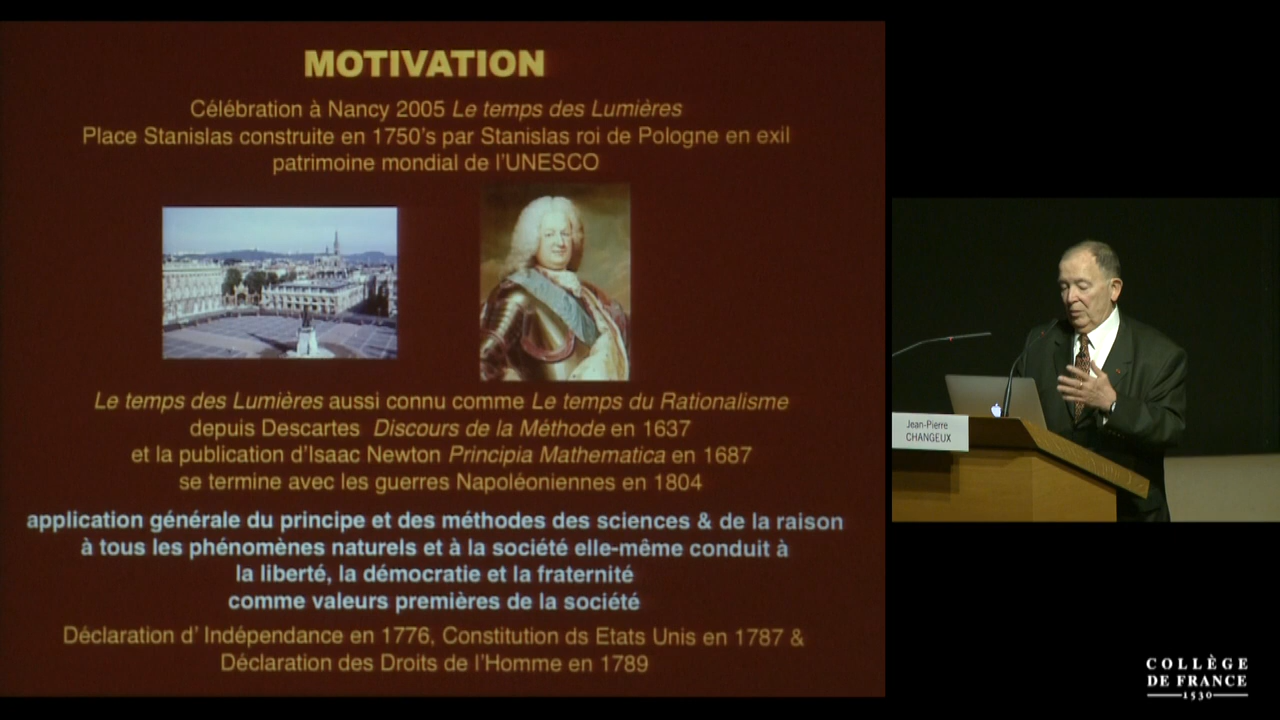 MOTIVATION
Célébration à Nancy 2005 Le temps des Lumières
Place Stanislas construite en 1750's par Stanislas roi de Pologne en exil
patrimoine mondial de l'UNESCO
Le temps des Lumières aussi connu comme Le temps du Rationalisme
depuis Descartes Discours de la Méthode en 1637
et la publication d'Isaac Newton Principia Mathematica en 1687
se termine avec les guerres Napoléoniennes en 1804
application générale du principe et des méthodes des sciences & de la raison
à tous les phénomènes naturels et à la société elle-même conduit à
la liberté, la démocratie et la fraternité
comme valeurs premières de la société
Déclaration d' Indépendance en 1776, Constitution ds Etats Unis en 1787 &
Déclaration des Droits de l'Homme en 1789
Jean-Pierre
CHANGEUX
COLLÈGE
DE FRANCE
1530